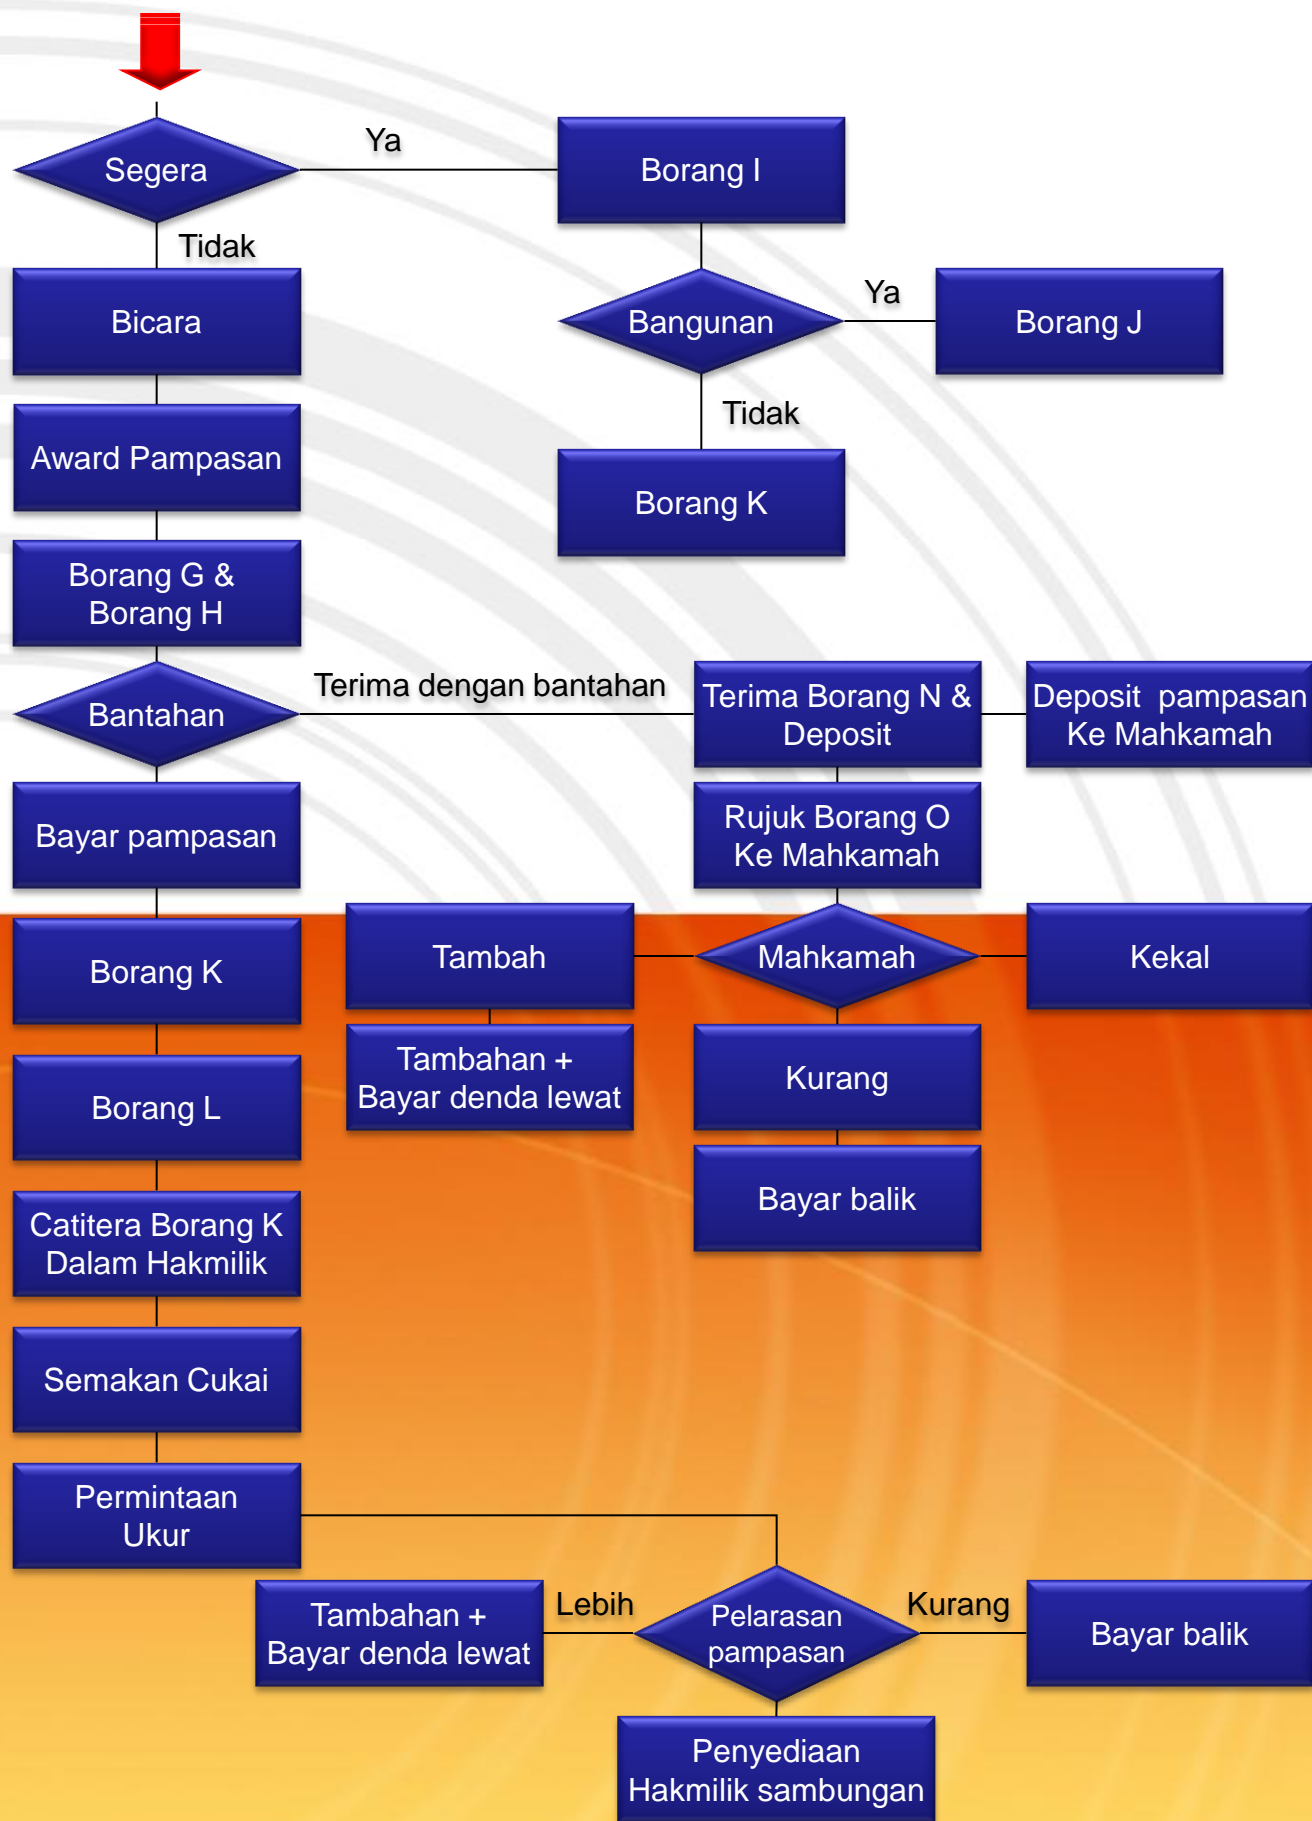 Segera
Ya
Borang I
Tidak
Bicara
Bangunan
Ya
Borang J
Tidak
Award Pampasan
Borang K
Borang G &
Borang H
Bantahan
Terima dengan bantahan
Terima Borang N &
Deposit
Deposit pampasan
Ke Mahkamah
Bayar pampasan
Rujuk Borang O
Ke Mahkamah
Borang K
Tambah
Mahkamah
Kekal
Borang L
Tambahan +
Bayar denda lewat
Kurang
Bayar balik
Catitera Borang K
Dalam Hakmilik
Semakan Cukai
Permintaan
Ukur
Tambahan +
Bayar denda lewat
Lebih
Pelarasan
pampasan
Kurang
Bayar balik
Penyediaan
Hakmilik sambungan